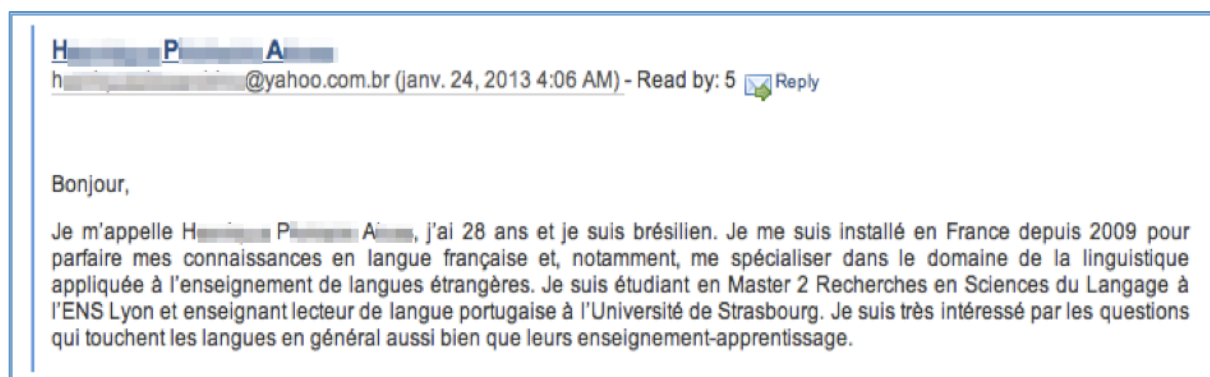 H P A
h @yahoo.com.br (janv. 24, 2013 4:06 AM) - Read by: 5 Reply
Bonjour,
Je m’appelle H P A , j’ai 28 ans et je suis brésilien. Je me suis installé en France depuis 2009 pour
parfaire mes connaissances en langue française et, notamment, me spécialiser dans le domaine de la linguistique
appliquée à l’enseignement de langues étrangères. Je suis étudiant en Master 2 Recherches en Sciences du Langage à
l’ENS Lyon et enseignant lecteur de langue portugaise à l’Université de Strasbourg. Je suis très intéressé par les questions
qui touchent les langues en général aussi bien que leurs enseignement-apprentissage.